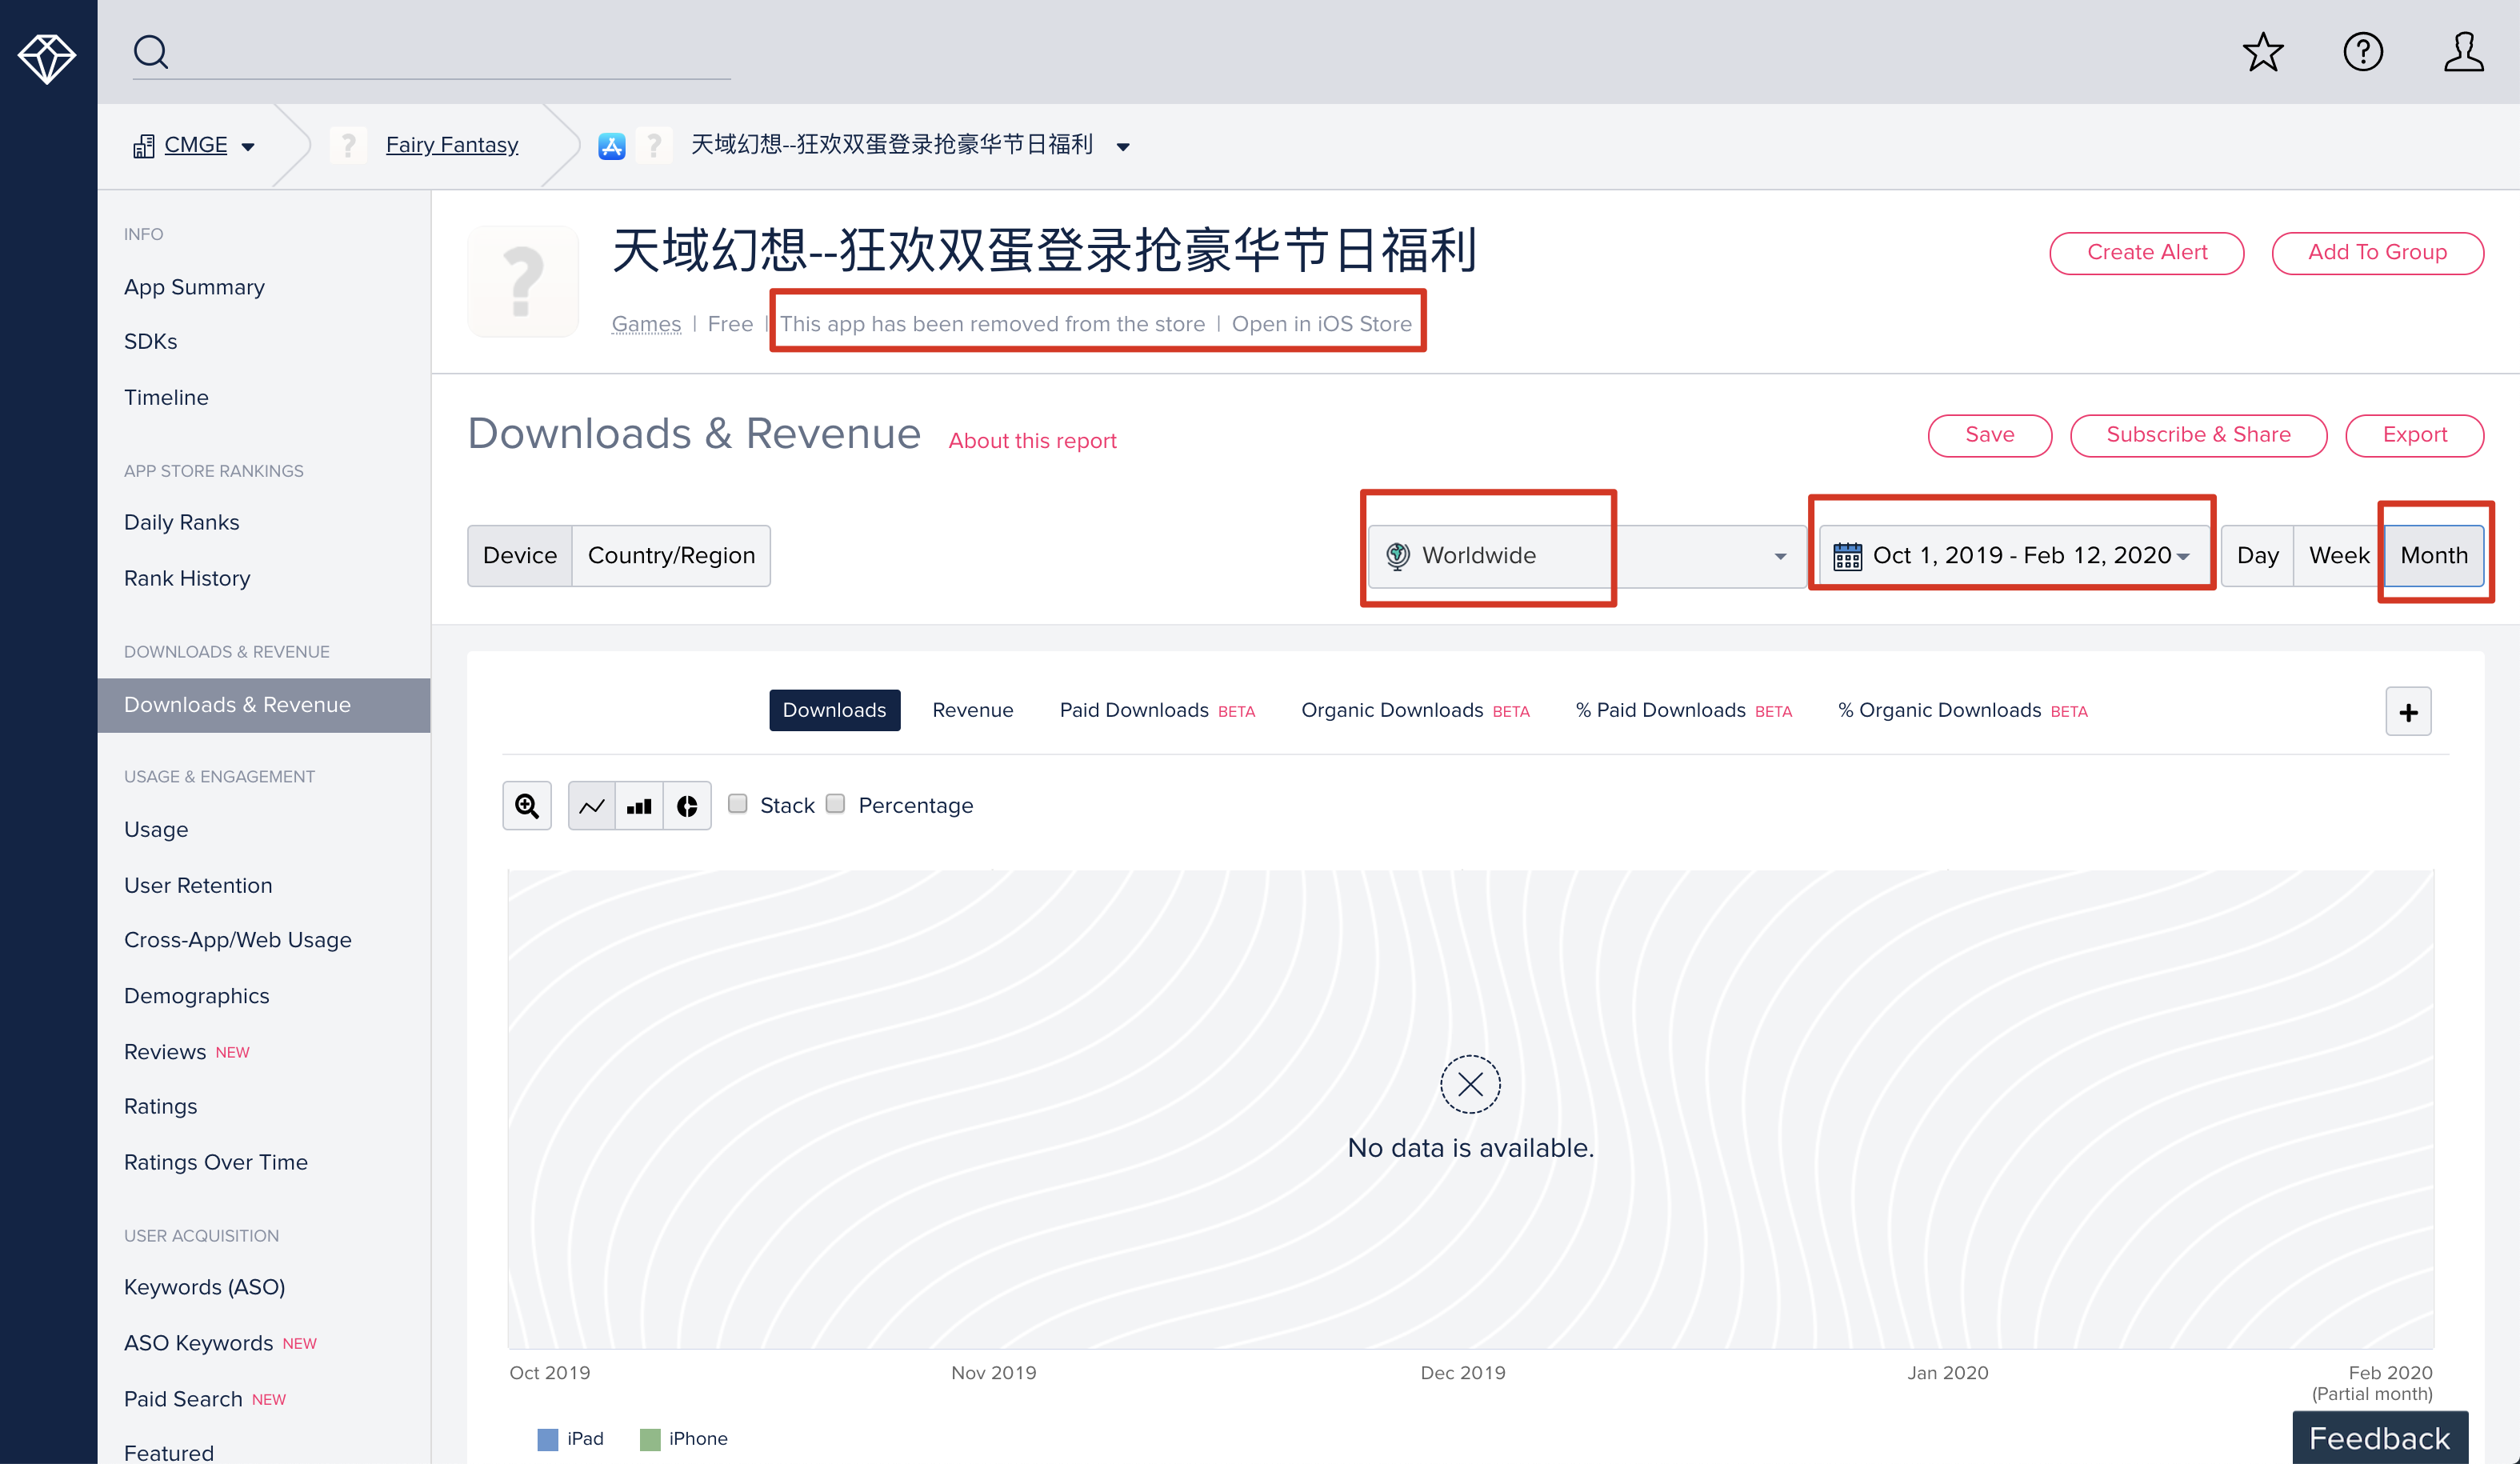 CMGE
Fairy Fantasy
天域幻想--狂欢双蛋登录抢豪华节日福利
INFO
App Summary
SDKs
Timeline
APP STORE RANKINGS
Daily Ranks
Rank History
DOWNLOADS & REVENUE
Downloads & Revenue
USAGE & ENGAGEMENT
Usage
User Retention
Cross-App/Web Usage
Demographics
Reviews NEW
Ratings
Ratings Over Time
USER ACQUISITION
Keywords (ASO)
ASO Keywords NEW
Paid Search NEW
Featured
天域幻想--狂欢双蛋登录抢豪华节日福利
Games | Free | This app has been removed from the store | Open in iOS Store
Create Alert
Add To Group
Downloads & Revenue
About this report
Save
Subscribe & Share
Export
Device
Country/Region
Worldwide
Oct 1, 2019 - Feb 12, 2020
Day
Week
Month
Downloads
Revenue
Paid Downloads BETA
Organic Downloads BETA
% Paid Downloads BETA
% Organic Downloads BETA
Stack
Percentage
No data is available.
Oct 2019
Nov 2019
Dec 2019
Jan 2020
Feb 2020
(Partial month)
iPad
iPhone
Feedback